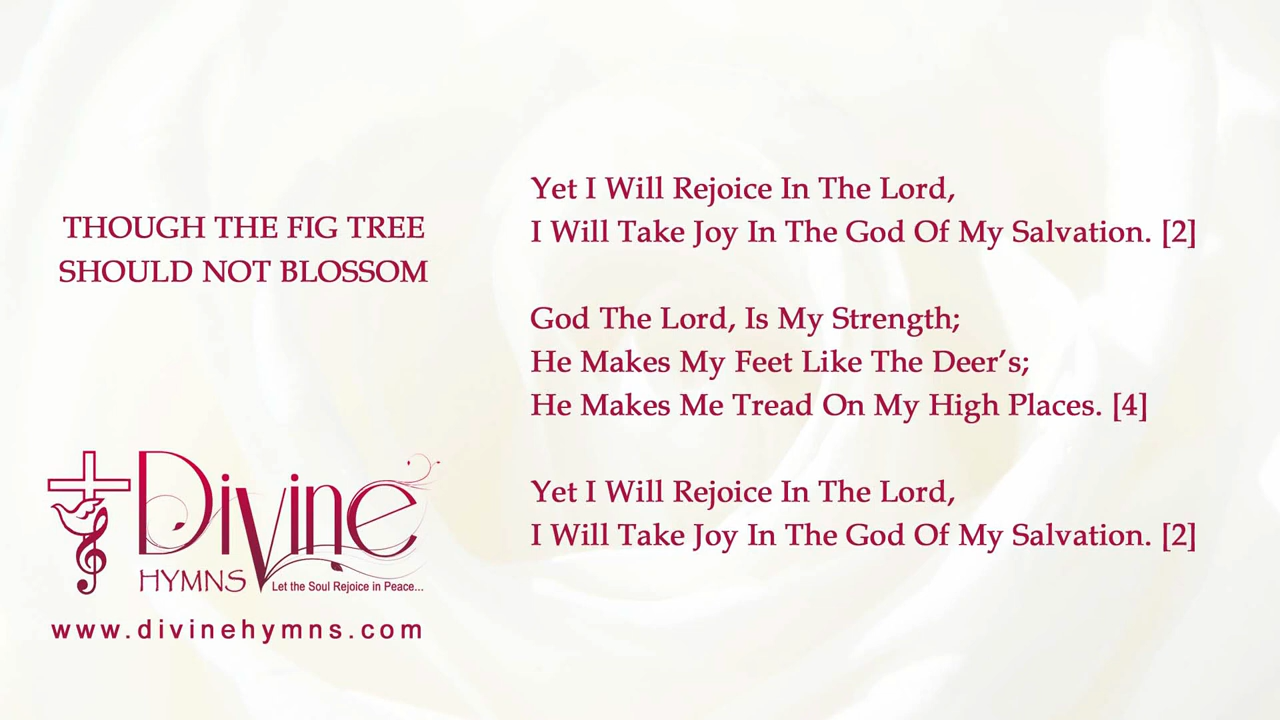 THOUGH THE FIG TREE
SHOULD NOT BLOSSOM
Divine
HYMNS
Let the Soul Rejoice in Peace...
www.divinehymns.com
Yet I Will Rejoice In The Lord,
I Will Take Joy In The God Of My Salvation. [2]
God The Lord, Is My Strength;
He Makes My Feet Like The Deer’s;
He Makes Me Tread On My High Places. [4]
Yet I Will Rejoice In The Lord,
I Will Take Joy In The God Of My Salvation. [2]